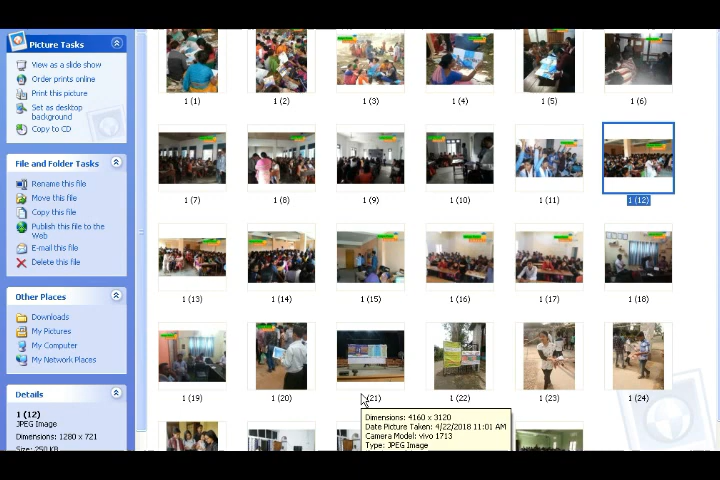 Picture Tasks
View as a slide show
Order prints online
Print this picture
Set as desktop
background
Copy to CD
File and Folder Tasks
Rename this file
Move this file
Copy this file
Publish this file to the
Web
E-mail this file
Delete this file
Other Places
Downloads
My Pictures
My Computer
My Network Places
Details
1 (12)
JPEG Image
Dimensions: 1280 x 721
Size: 250 KB
1 (1)
1 (2)
1 (3)
1 (4)
1 (5)
1 (6)
1 (7)
1 (8)
1 (9)
1 (10)
1 (11)
1 (12)
1 (13)
1 (14)
1 (15)
1 (16)
1 (17)
1 (18)
1 (19)
1 (20)
(21)
1 (22)
1 (23)
1 (24)
Dimensions: 4160 x 3120
Date Picture Taken: 4/22/2018 11:01 AM
Camera Model: vivo 1713
Type: JPEG Image